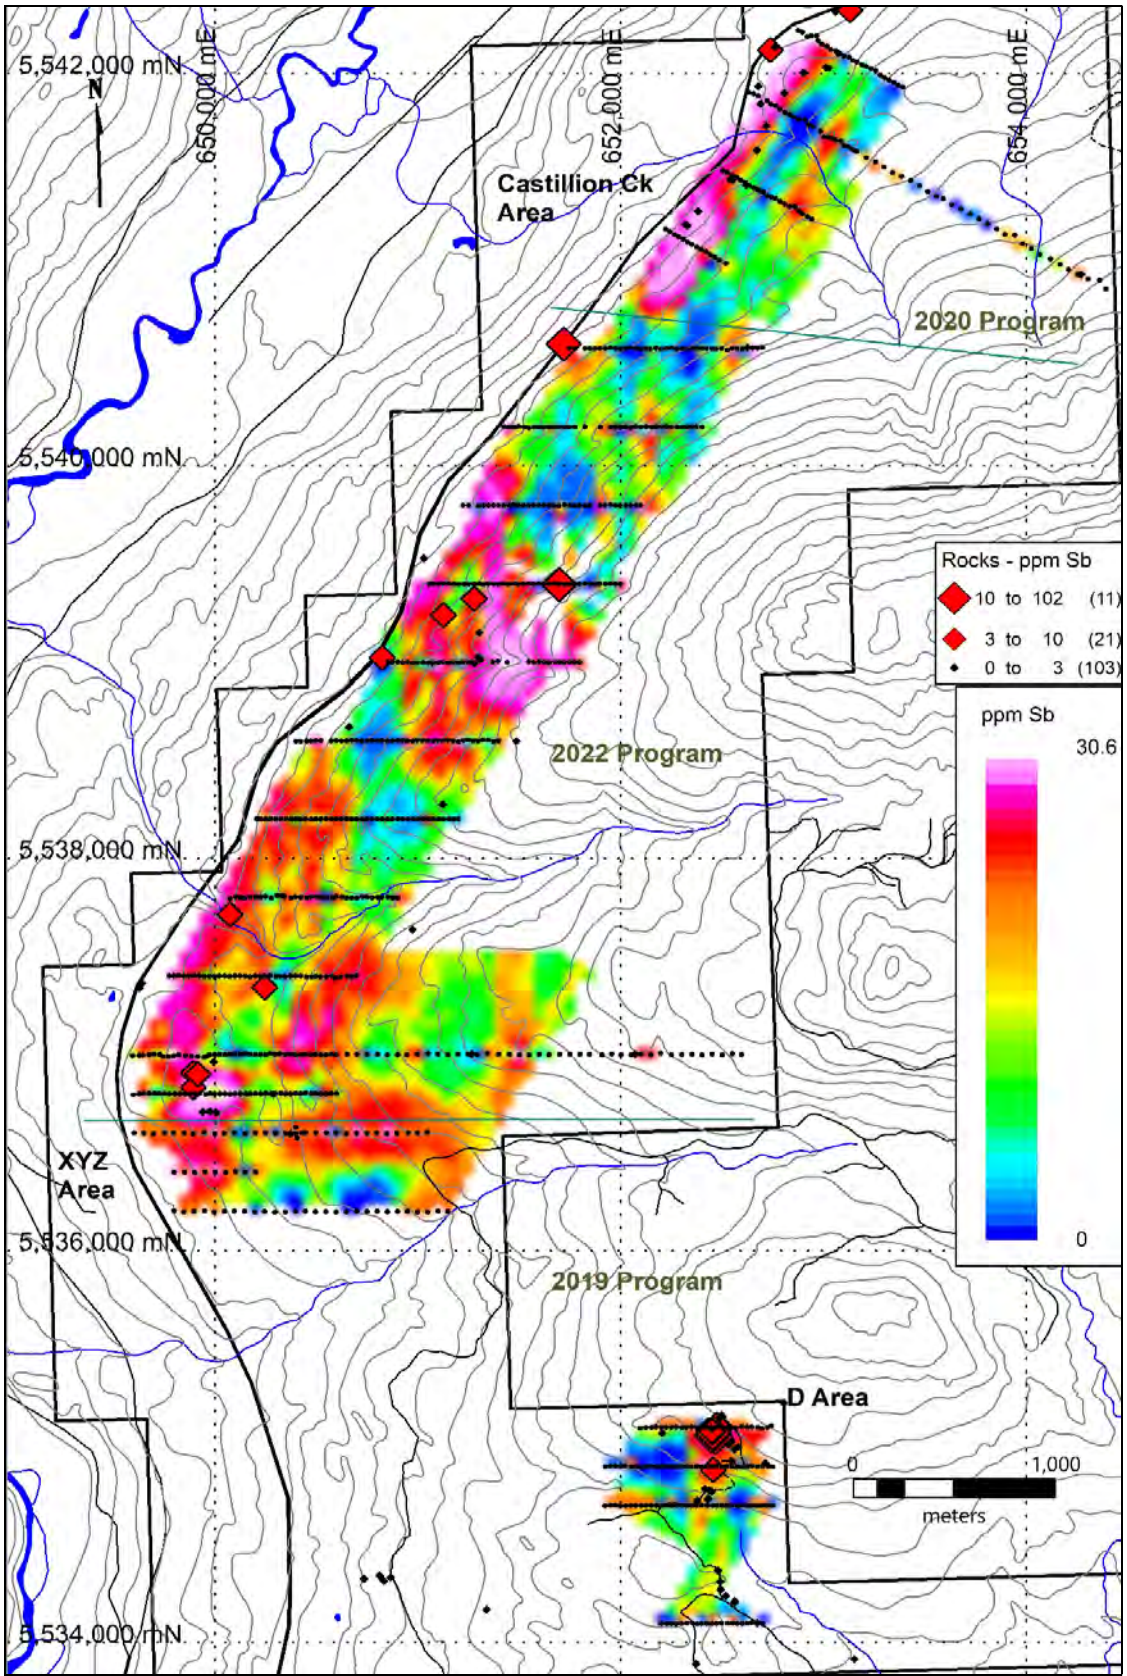 650,000 mE
652,000 mE
654,000 mE
5,542,000 mN
N
Castillion Ck
Area
2020 Program
5,540,000 mN
Rocks - ppm Sb
10 to 102 (11)
3 to 10 (21)
0 to 3 (103)
ppm Sb
30.6
2022 Program
5,538,000 mN
XYZ
Area
0
5,536,000 mN
2019 Program
D Area
0 1,000
meters
5,534,000 mN